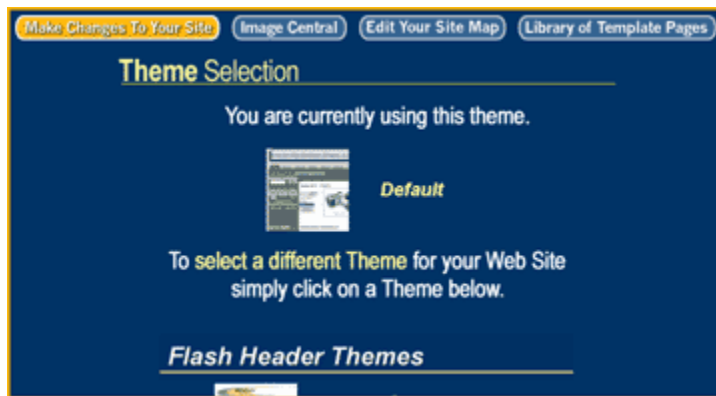 Make Changes To Your Site
Image Central
Edit Your Site Map
Library of Template Pages
Theme Selection
You are currently using this theme.
Default
To select a different Theme for your Web Site
simply click on a Theme below.
Flash Header Themes